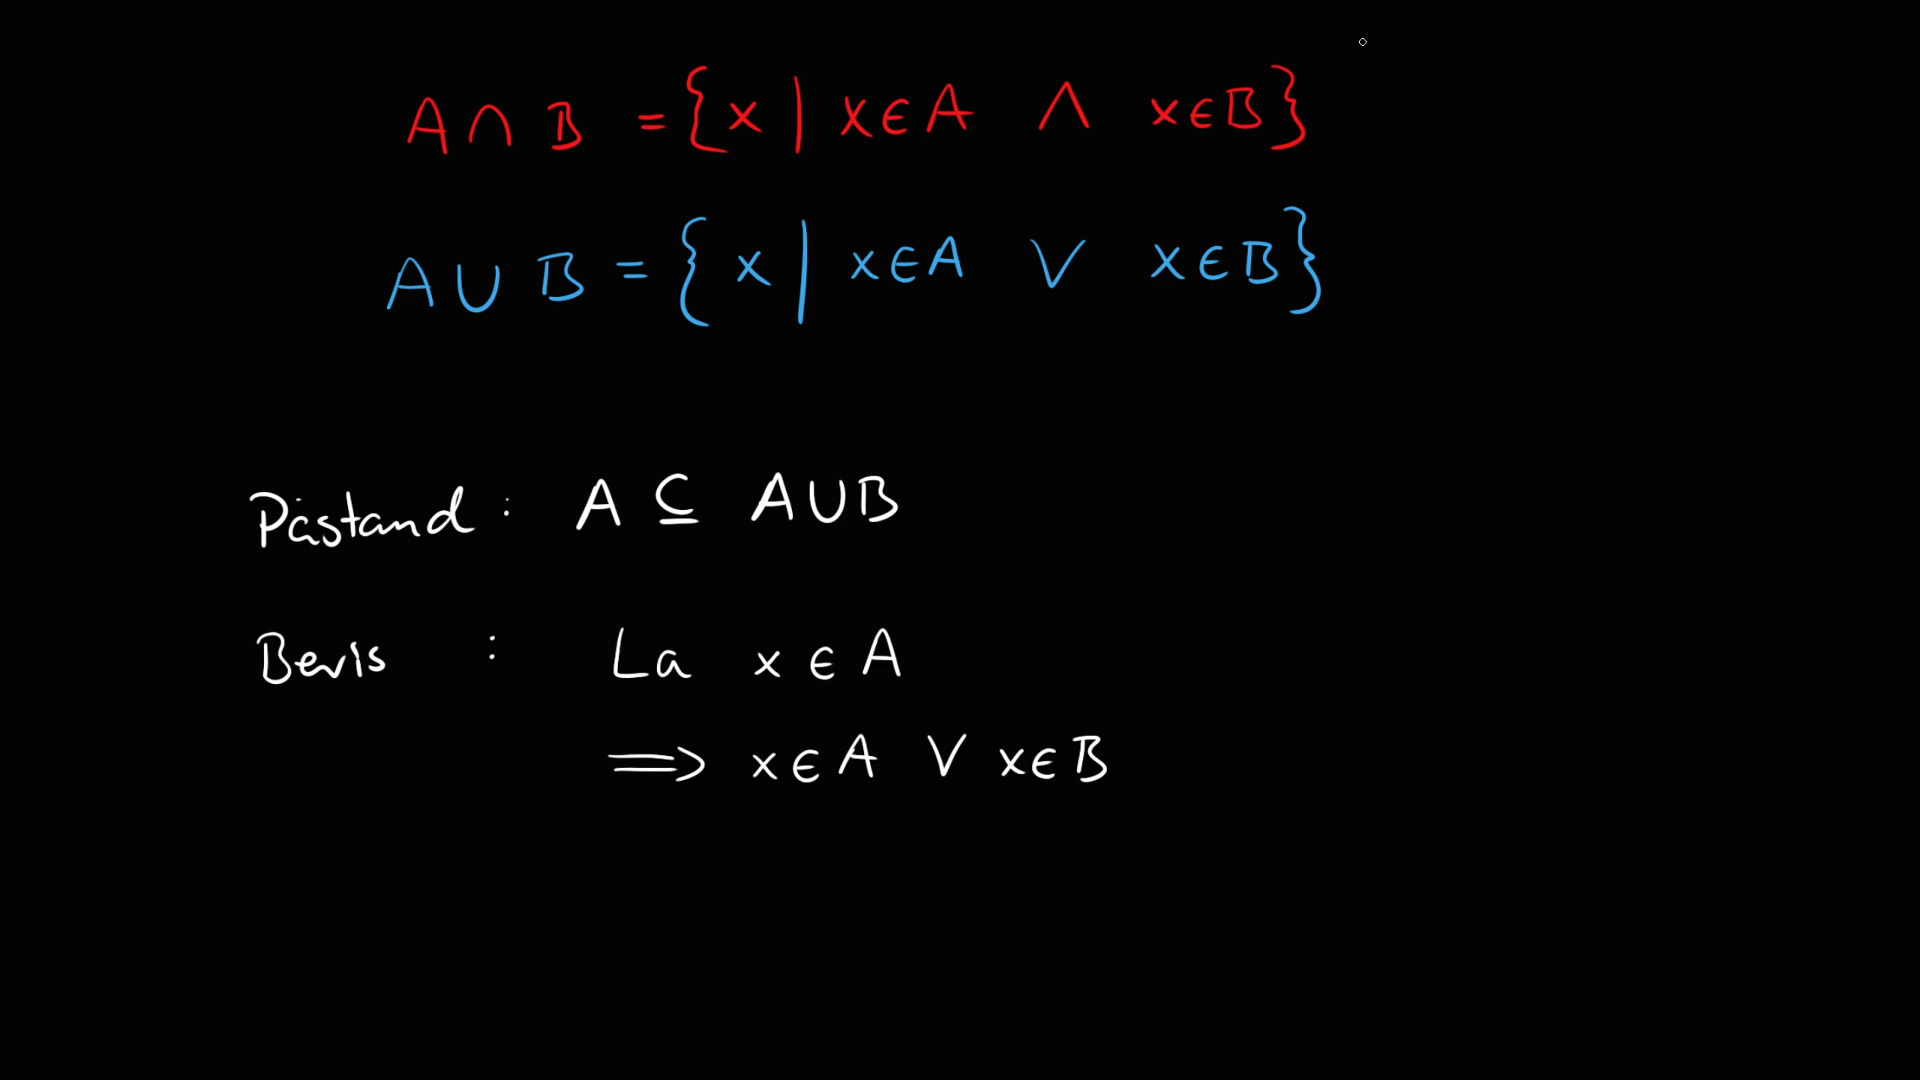 A ∩ B = {x | x ∈ A ∧ x ∈ B}
A ∪ B = {x | x ∈ A ∨ x ∈ B}
Påstand : A ⊆ A ∪ B
Bevis : La x ∈ A
⟹ x ∈ A ∨ x ∈ B